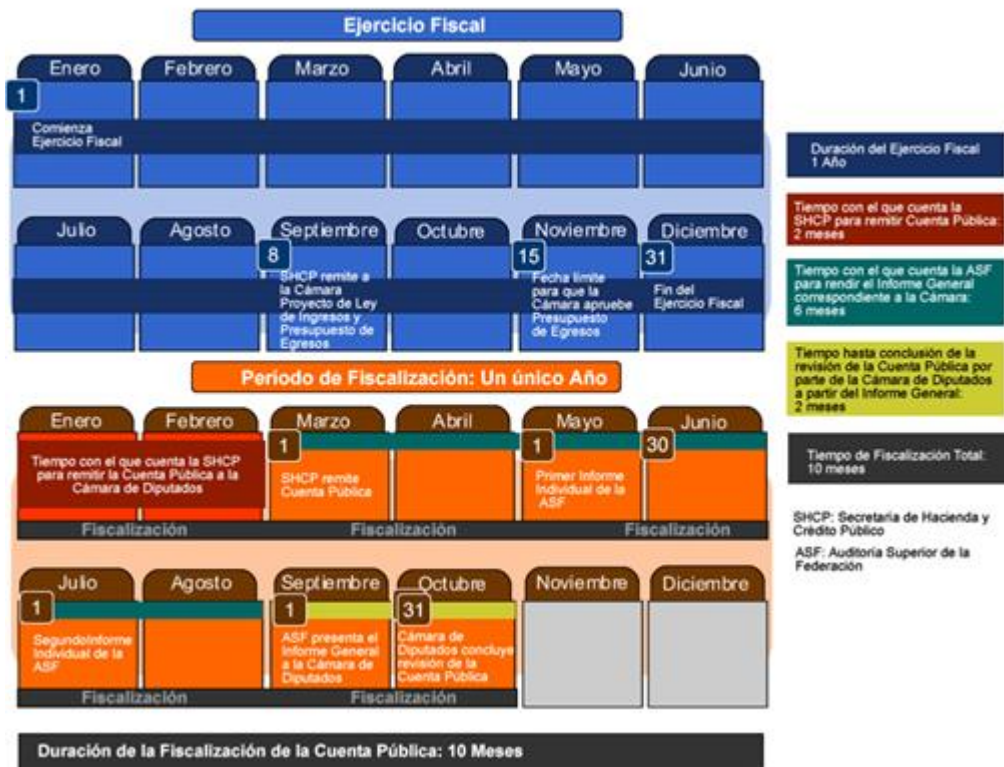 Ejercicio Fiscal
Enero
Febrero
Marzo
Abril
Mayo
Junio
1
Comienza
Ejercicio Fiscal
Julio
Agosto
Septiembre
Octubre
Noviembre
Diciembre
8
SHCP remite a
la Cámara
Proyecto de Ley
de Ingresos y
Presupuesto de
Egresos
15
Fecha límite
para que la
Cámara apruebe
Presupuesto
de Egresos
31
Fin del
Ejercicio Fiscal
Duración del Ejercicio Fiscal
1 Año
Tiempo con el que cuenta la
SHCP para remitir Cuenta Pública:
2 meses
Tiempo con el que cuenta la ASF
para rendir el Informe General
correspondiente a la Cámara:
6 meses
Tiempo hasta conclusión de la
revisión de la Cuenta Pública por
parte de la Cámara de Diputados
a partir del Informe General:
2 meses
Tiempo de Fiscalización Total:
10 meses
SHCP: Secretaría de Hacienda y
Crédito Público
ASF: Auditoría Superior de la
Federación
Período de Fiscalización: Un único Año
Enero
Febrero
Marzo
Abril
Mayo
Junio
Tiempo con el que cuenta la SHCP
para remitir la Cuenta Pública a la
Cámara de Diputados
1
SHCP remite
Cuenta Pública
1
Primer Informe
Individual de la
ASF
30
Fiscalización
Fiscalización
Fiscalización
Julio
Agosto
Septiembre
Octubre
Noviembre
Diciembre
1
SegundoInforme
Individual de la
ASF
1
ASF presenta el
Informe General
a la Cámara de
Diputados
31
Cámara de
Diputados concluye
revisión de la
Cuenta Pública
Fiscalización
Fiscalización
Duración de la Fiscalización de la Cuenta Pública: 10 Meses